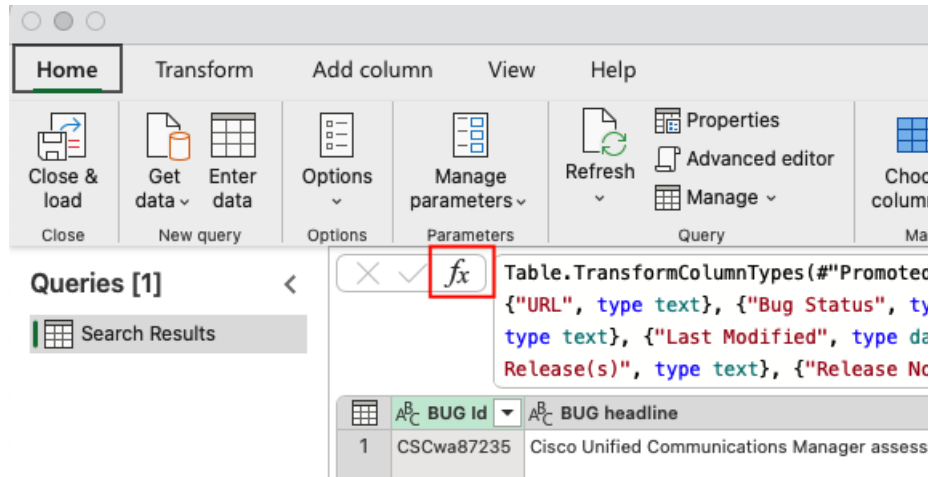 Home Transform Add column View Help
Close & load
Get data
Enter data
Options
Manage parameters
Refresh
Properties
Advanced editor
Manage
Close New query Options Parameters Query
Queries [1]
fx
Table.TransformColumnTypes(#"Promoted
{"URL", type text}, {"Bug Status", ty
type text}, {"Last Modified", type da
Release(s)", type text}, {"Release No
Search Results
ABC BUG Id ABC BUG headline
1 CSCwa87235 Cisco Unified Communications Manager assess